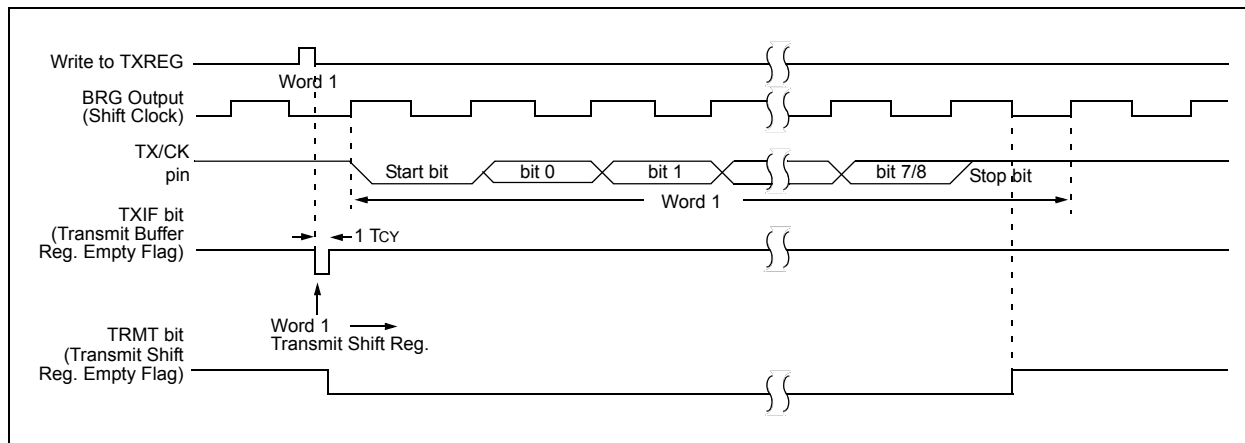 Write to TXREG
Word 1
BRG Output
(Shift Clock)
TX/CK
pin
Start bit
bit 0
bit 1
bit 7/8
Stop bit
Word 1
TXIF bit
(Transmit Buffer
Reg. Empty Flag)
1 TCY
Word 1
Transmit Shift Reg.
TRMT bit
(Transmit Shift
Reg. Empty Flag)